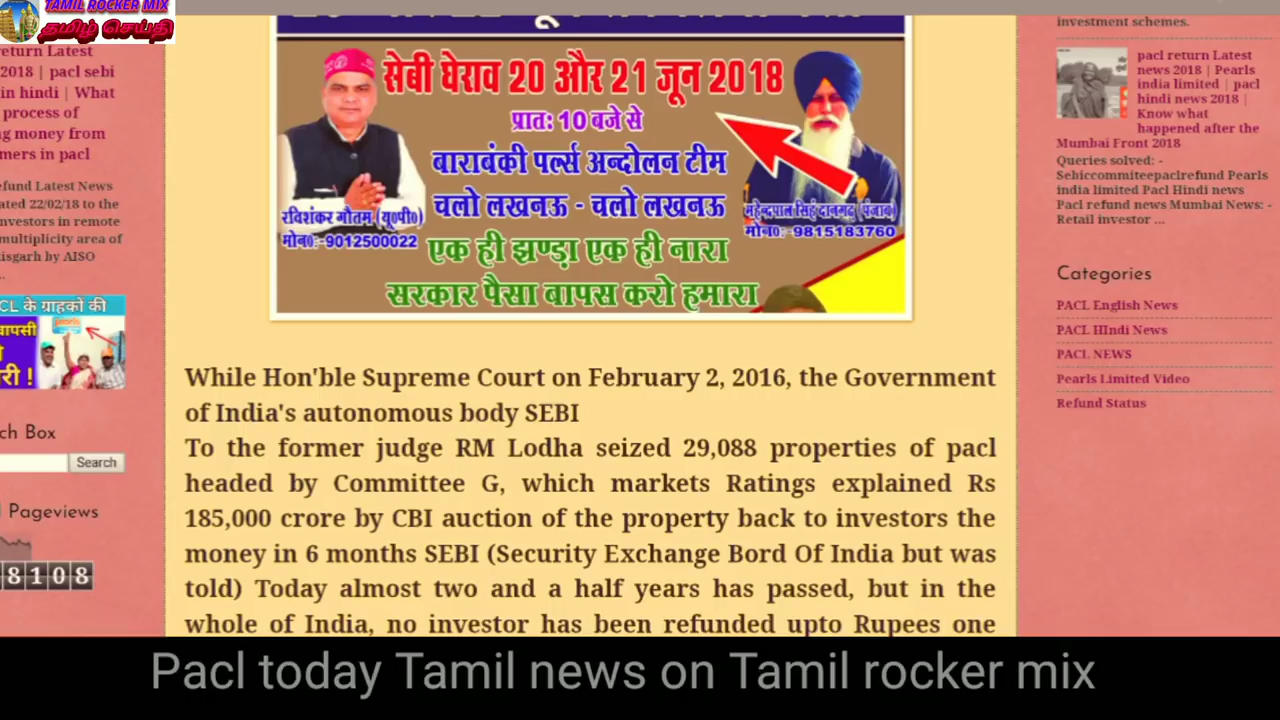 TAMIL ROCKER MIX
தமிழ் செய்தி
eturn Latest
2018 | pacl sebi
in hindi | What
process of
ng money from
mers in pacl
efund Latest News
ated 22/02/18 to the
nvestors in remote
multiplicity area of
isgarh by AISO
CL के ग्राहकों की
वापसी
री !
ch Box
Search
l Pageviews
8108
सेबी घेराव 20 और 21 जून 2018
प्रातः 10 बजे से
बाराबंकी पर्ल्स अन्दोलन टीम
चलो लखनऊ - चलो लखनऊ
रविशंकर गौतम (यू०पी०)
मोन०:-9012500022
महेन्द्रपाल सिंह दानगढ़ (पंजाब)
मोन०:-9815183760
एक ही झण्ड़ा एक ही नारा
सरकार पैसा बापस करो हमारा
While Hon'ble Supreme Court on February 2, 2016, the Government
of India's autonomous body SEBI
To the former judge RM Lodha seized 29,088 properties of pacl
headed by Committee G, which markets Ratings explained Rs
185,000 crore by CBI auction of the property back to investors the
money in 6 months SEBI (Security Exchange Bord Of India but was
told) Today almost two and a half years has passed, but in the
whole of India, no investor has been refunded upto Rupees one
investment schemes.
pacl return Latest
news 2018 | Pearls
india limited | pacl
hindi news 2018 |
Know what
happened after the
Mumbai Front 2018
Queries solved: -
Sebicommiteepaclrefund Pearls
india limited Pacl Hindi news
Pacl refund news Mumbai News: -
Retail investor ...
Categories
PACL English News
PACL HIndi News
PACL NEWS
Pearls Limited Video
Refund Status
Pacl today Tamil news on Tamil rocker mix